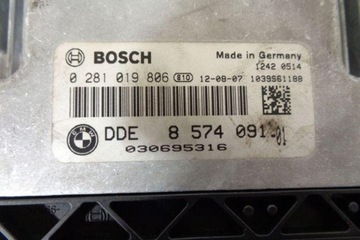 BOSCH
Made in Germany
1242 0514
0 281 019 806 810 12-08-07 1039S61188
BMW
DDE 8 574 091-01
030695316